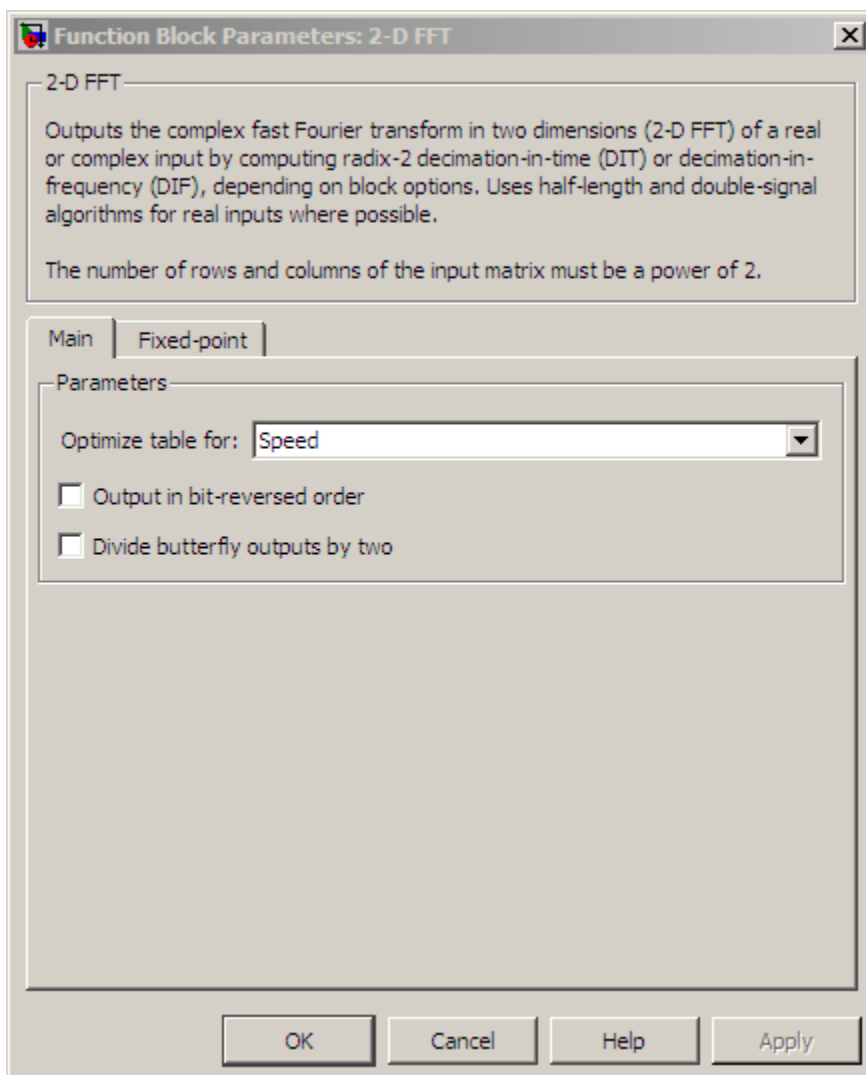 Function Block Parameters: 2-D FFT
2-D FFT
Outputs the complex fast Fourier transform in two dimensions (2-D FFT) of a real
or complex input by computing radix-2 decimation-in-time (DIT) or decimation-in-
frequency (DIF), depending on block options. Uses half-length and double-signal
algorithms for real inputs where possible.
The number of rows and columns of the input matrix must be a power of 2.
Main Fixed-point
Parameters
Optimize table for: Speed
Output in bit-reversed order
Divide butterfly outputs by two
OK Cancel Help Apply